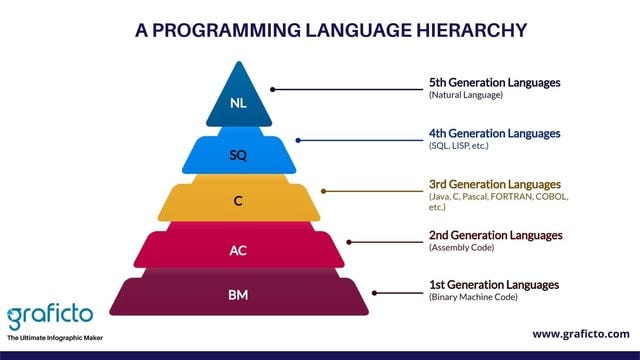 A PROGRAMMING LANGUAGE HIERARCHY
NL
5th Generation Languages
(Natural Language)
SQ
4th Generation Languages
(SQL, LISP, etc.)
C
3rd Generation Languages
(Java, C, Pascal, FORTRAN, COBOL,
etc.)
AC
2nd Generation Languages
(Assembly Code)
BM
1st Generation Languages
(Binary Machine Code)
graficto
The Ultimate Infographic Maker
www.graficto.com